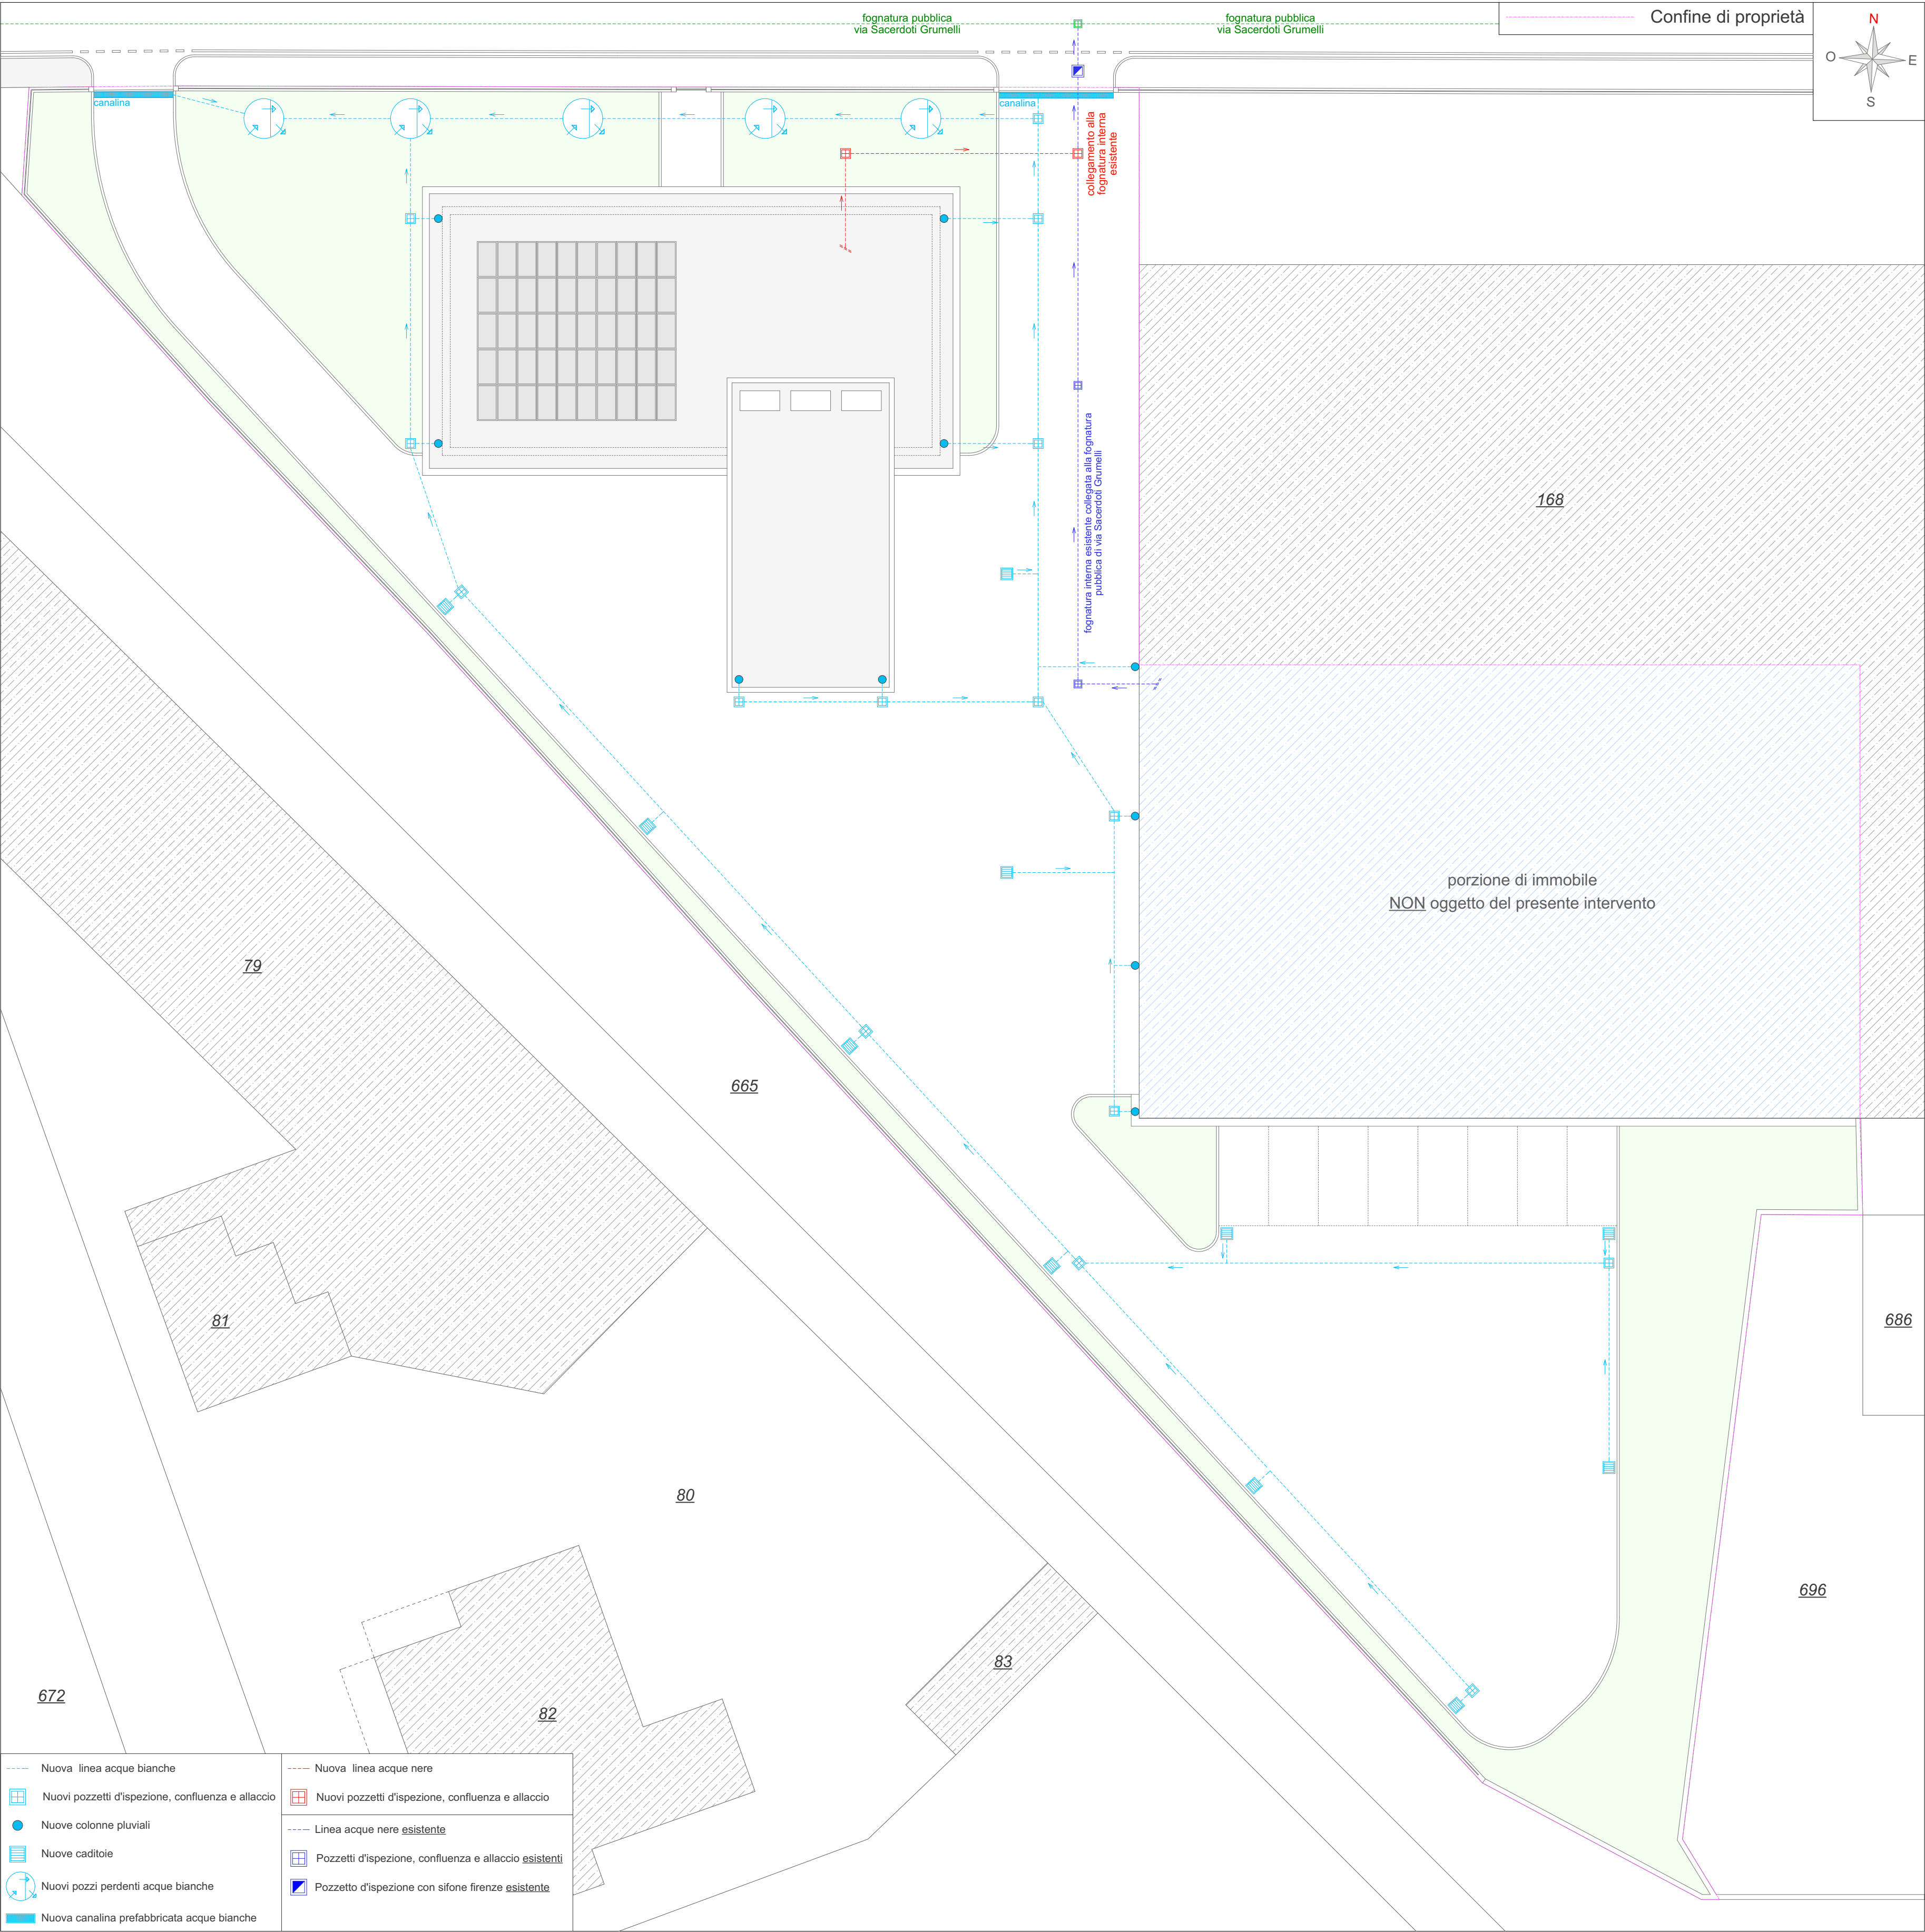 fognatura pubblica
via Sacerdoti Grumelli
fognatura pubblica
via Sacerdoti Grumelli
Confine di proprietà
N
O
E
S
canalina
canalina
collegamento alla
fognatura interna
esistente
fognatura interna esistente collegata alla fognatura
pubblica di via Sacerdoti Grumelli
168
porzione di immobile
NON oggetto del presente intervento
79
665
81
686
80
696
83
672
82
Nuova linea acque bianche
Nuovi pozzetti d'ispezione, confluenza e allaccio
Nuove colonne pluviali
Nuove caditoie
Nuovi pozzi perdenti acque bianche
Nuova canalina prefabbricata acque bianche
Nuova linea acque nere
Nuovi pozzetti d'ispezione, confluenza e allaccio
Linea acque nere esistente
Pozzetti d'ispezione, confluenza e allaccio esistenti
Pozzetto d'ispezione con sifone firenze esistente